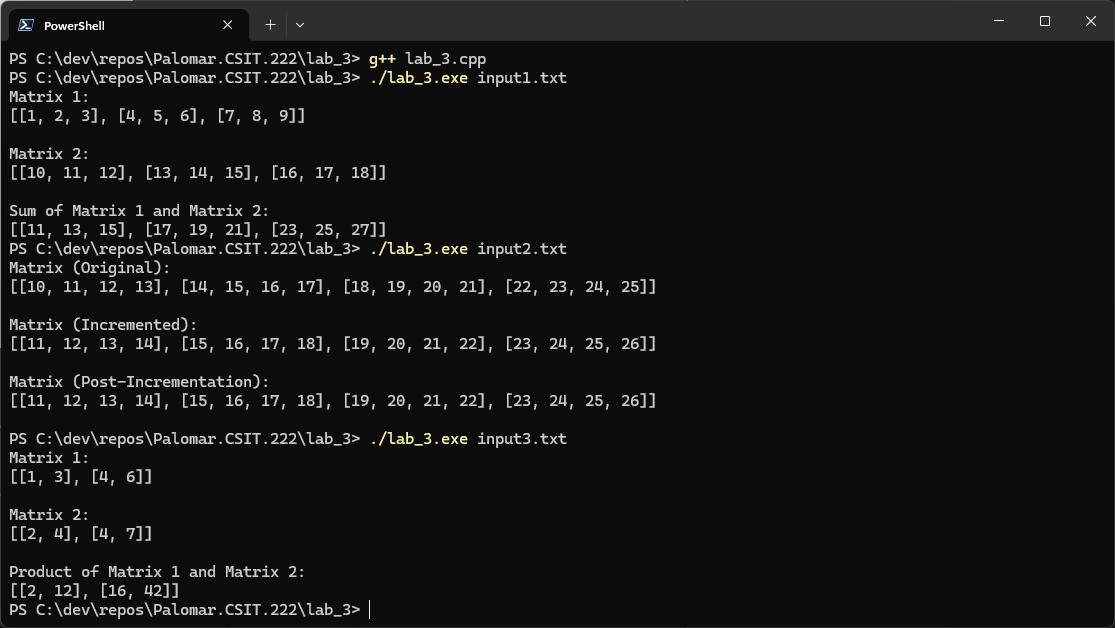 PowerShell
PS C:\dev\repos\Palomar.CSIT.222\lab_3> g++ lab_3.cpp
PS C:\dev\repos\Palomar.CSIT.222\lab_3> ./lab_3.exe input1.txt
Matrix 1:
[[1, 2, 3], [4, 5, 6], [7, 8, 9]]
Matrix 2:
[[10, 11, 12], [13, 14, 15], [16, 17, 18]]
Sum of Matrix 1 and Matrix 2:
[[11, 13, 15], [17, 19, 21], [23, 25, 27]]
PS C:\dev\repos\Palomar.CSIT.222\lab_3> ./lab_3.exe input2.txt
Matrix (Original):
[[10, 11, 12, 13], [14, 15, 16, 17], [18, 19, 20, 21], [22, 23, 24, 25]]
Matrix (Incremented):
[[11, 12, 13, 14], [15, 16, 17, 18], [19, 20, 21, 22], [23, 24, 25, 26]]
Matrix (Post-Incrementation):
[[11, 12, 13, 14], [15, 16, 17, 18], [19, 20, 21, 22], [23, 24, 25, 26]]
PS C:\dev\repos\Palomar.CSIT.222\lab_3> ./lab_3.exe input3.txt
Matrix 1:
[[1, 3], [4, 6]]
Matrix 2:
[[2, 4], [4, 7]]
Product of Matrix 1 and Matrix 2:
[[2, 12], [16, 42]]
PS C:\dev\repos\Palomar.CSIT.222\lab_3>